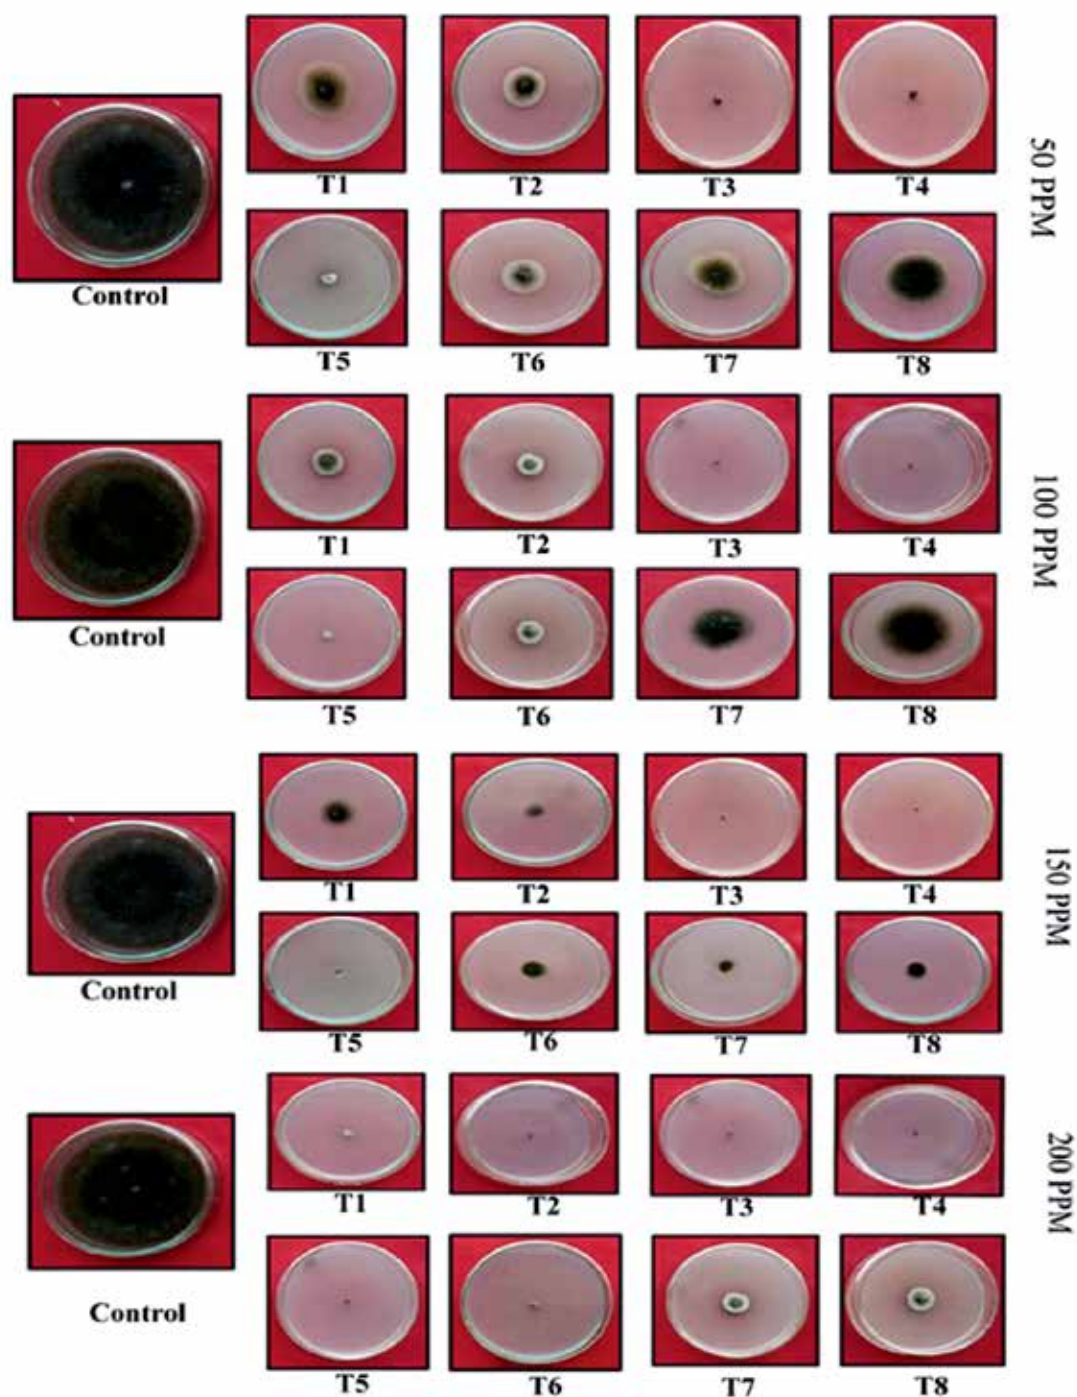 T1 T2 T3 T4
Control
T5 T6 T7 T8
50 PPM
T1 T2 T3 T4
Control
T5 T6 T7 T8
100 PPM
T1 T2 T3 T4
Control
T5 T6 T7 T8
150 PPM
T1 T2 T3 T4
Control
T5 T6 T7 T8
200 PPM